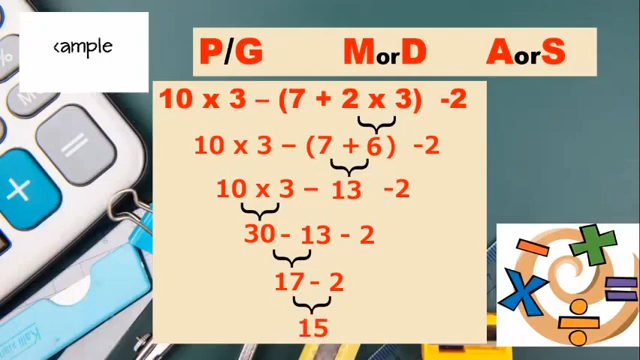 ‹ample
P/G MorD AorS
10 x 3 – (7 + 2 x 3) -2
10 x 3 – (7 + 6 ) -2
10 x 3 – 13 -2
30 - 13 - 2
17 - 2
15